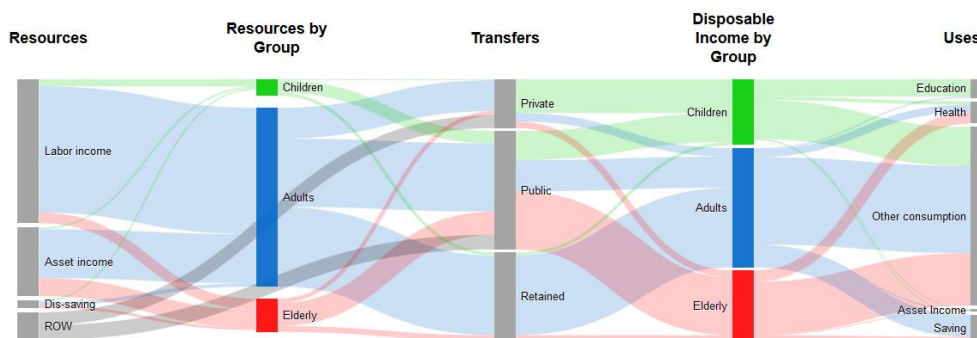 Resources
Resources by
Group
Transfers
Disposable
Income by
Group
Uses
Labor income
Asset income
Dis-saving
ROW
Children
Adults
Elderly
Private
Public
Retained
Children
Adults
Elderly
Education
Health
Other consumption
Asset Income
Saving